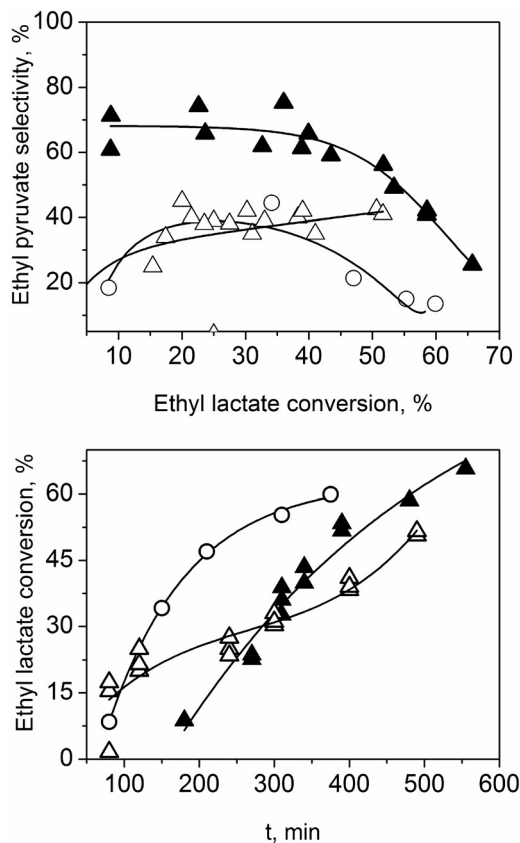 100
80
60
40
20
10 20 30 40 50 60 70
Ethyl pyruvate selectivity, %
Ethyl lactate conversion, %
60
45
30
15
0
100 200 300 400 500 600
Ethyl lactate conversion, %
t, min